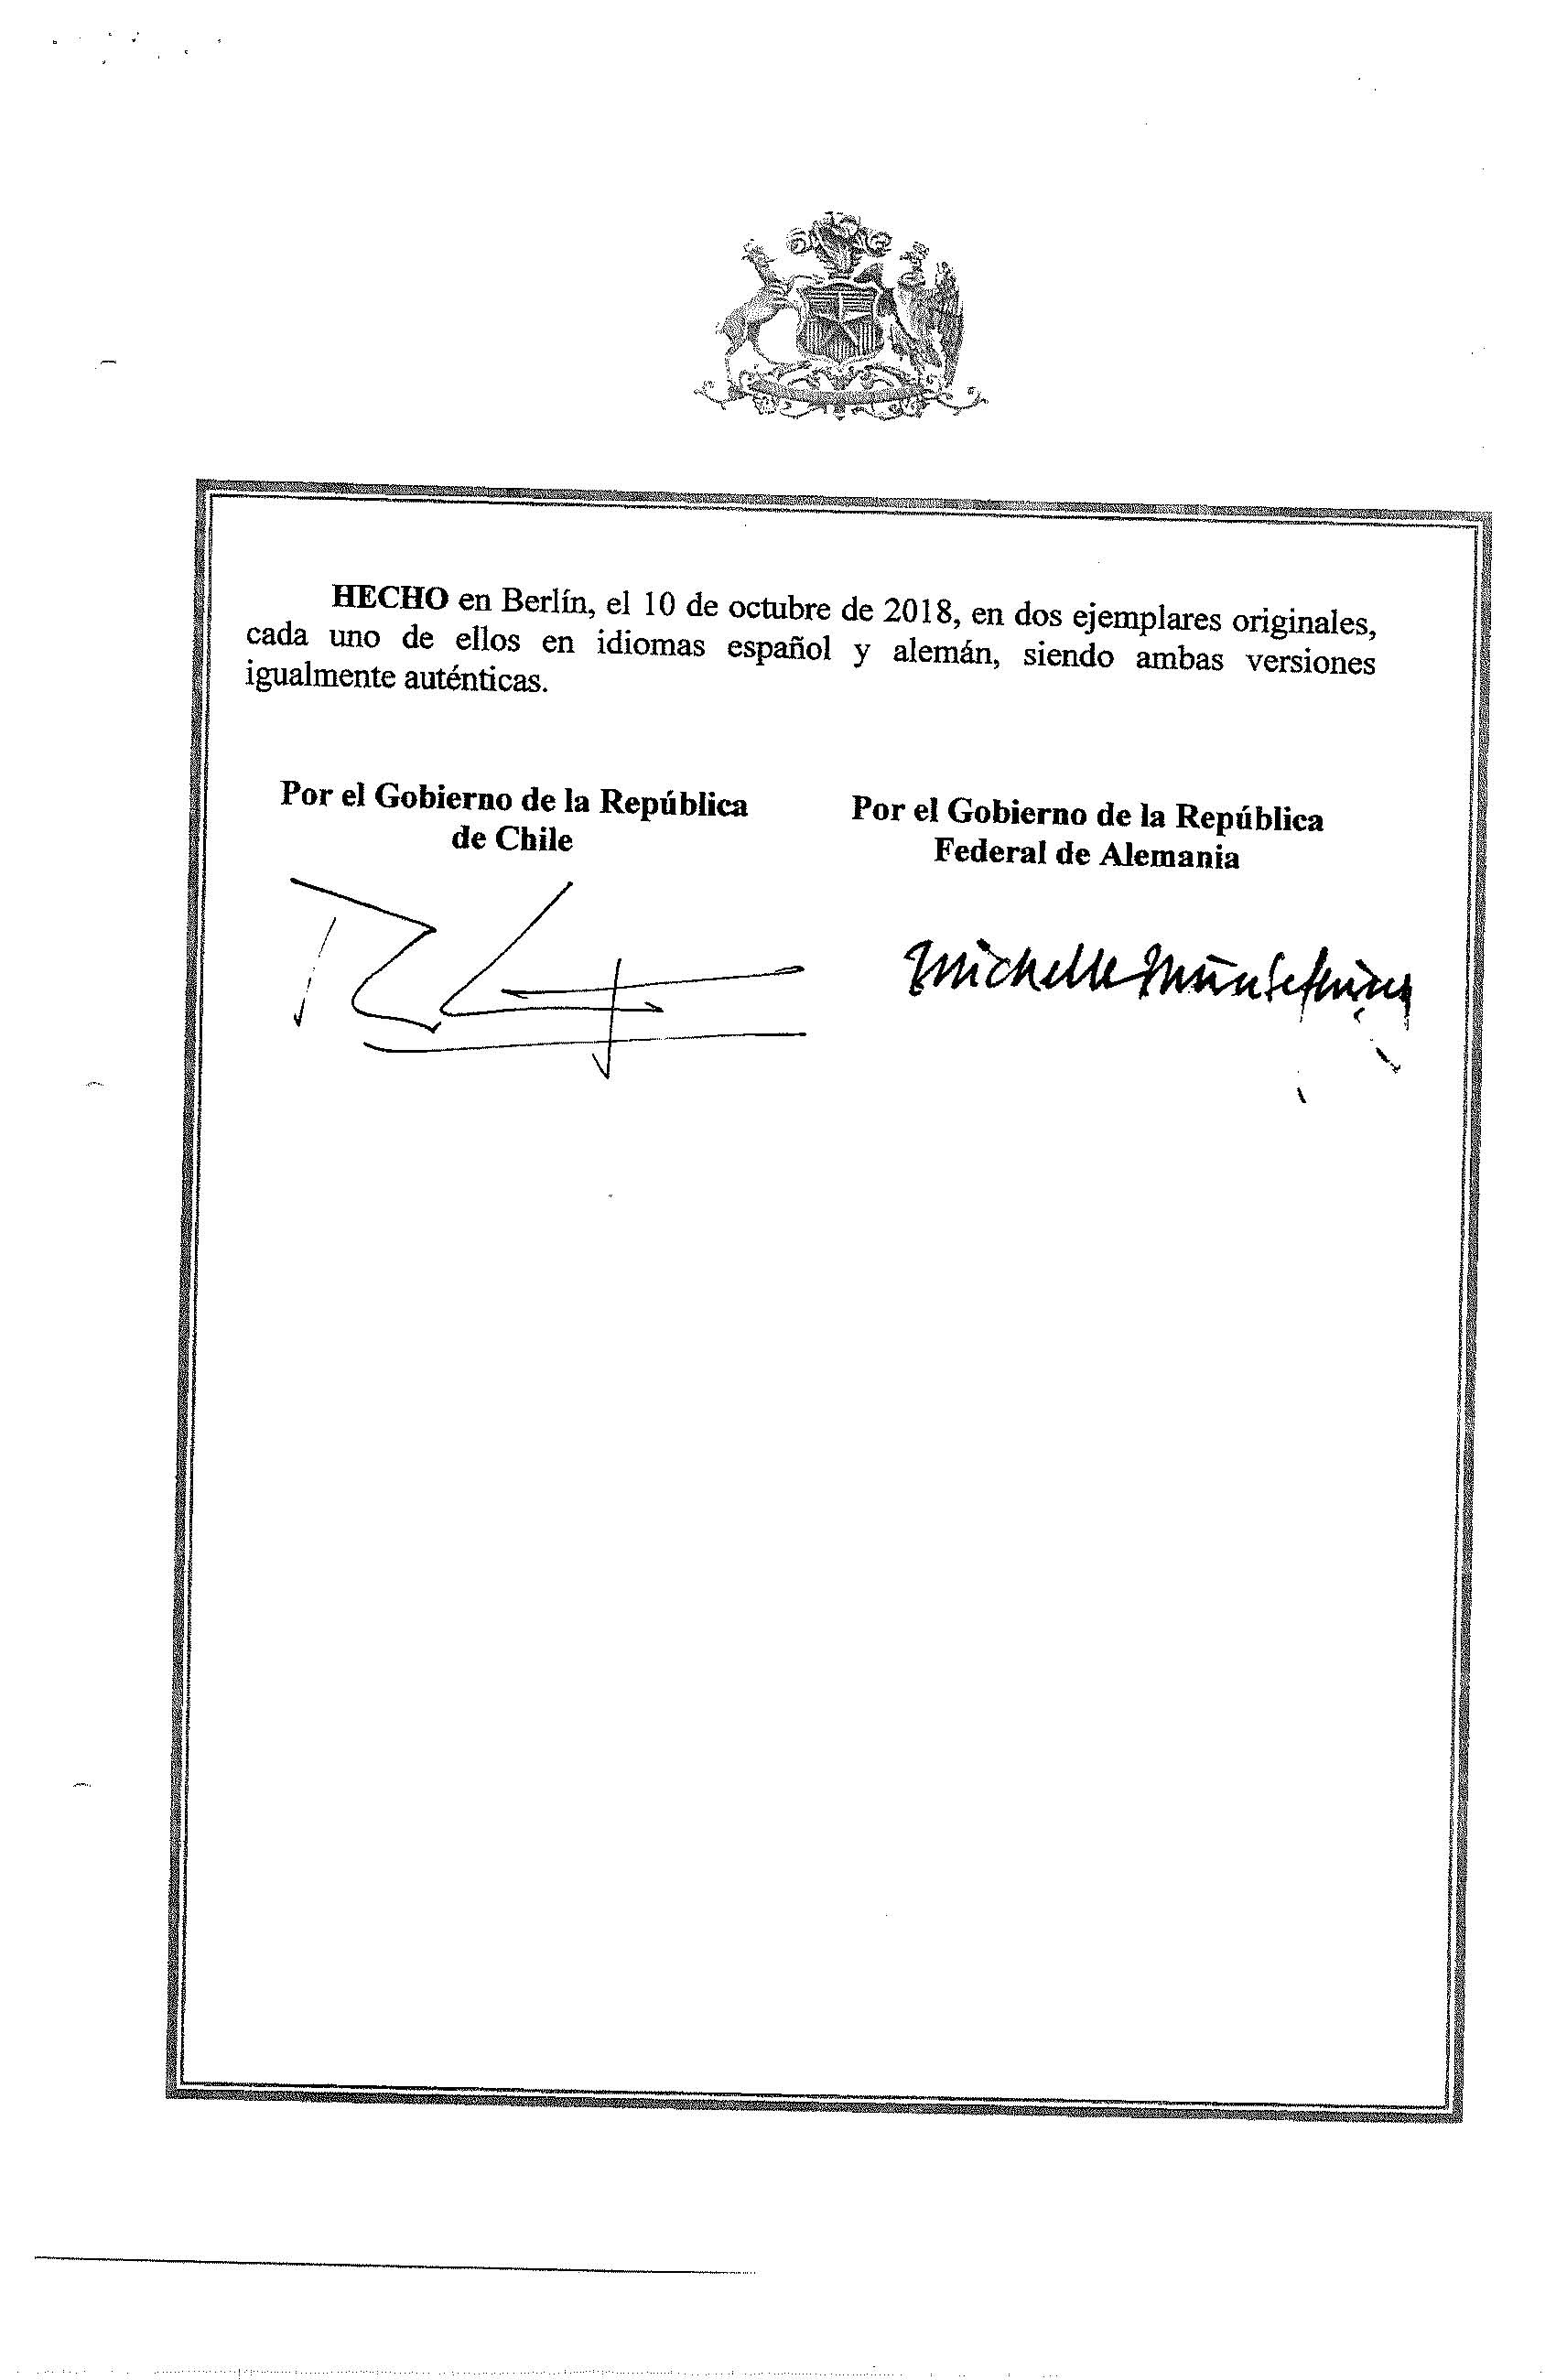 HECHO en Berlín, el 10 de octubre de 2018, en dos ejemplares originales,
cada uno de ellos en idiomas español y alemán, siendo ambas versiones
igualmente auténticas.
Por el Gobierno de la República
de Chile
Por el Gobierno de la República
Federal de Alemania
Michelle Müntefering